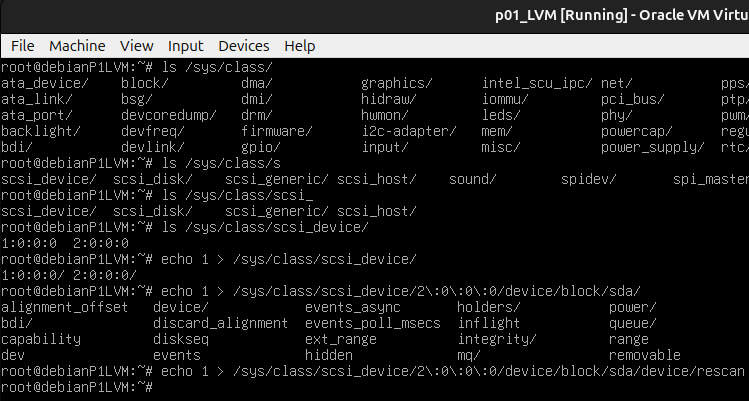 p01_LVM [Running] - Oracle VM Virtu
File Machine View Input Devices Help
root@debianP1LVM:~# ls /sys/class/
ata_device/ block/ dma/ graphics/ intel_scu_ipc/ net/ pps/
ata_link/ bsg/ dmi/ hidraw/ iommu/ pci_bus/ ptp/
ata_port/ devcoredump/ drm/ hwmon/ leds/ phy/ pwm/
backlight/ devfreq/ firmware/ i2c-adapter/ mem/ powercap/ regu
bdi/ devlink/ gpio/ input/ misc/ power_supply/ rtc/
root@debianP1LVM:~# ls /sys/class/s
scsi_device/ scsi_disk/ scsi_generic/ scsi_host/ sound/ spidev/ spi_master
root@debianP1LVM:~# ls /sys/class/scsi_
scsi_device/ scsi_disk/ scsi_generic/ scsi_host/
root@debianP1LVM:~# ls /sys/class/scsi_device/
1:0:0:0 2:0:0:0
root@debianP1LVM:~# echo 1 > /sys/class/scsi_device/
1:0:0:0/ 2:0:0:0/
root@debianP1LVM:~# echo 1 > /sys/class/scsi_device/2\:0\:0\:0/device/block/sda/
alignment_offset device/ events_async holders/ power/
bdi/ discard_alignment events_poll_msecs inflight queue/
capability diskseq ext_range integrity/ range
dev events hidden mq/ removable
root@debianP1LVM:~# echo 1 > /sys/class/scsi_device/2\:0\:0\:0/device/block/sda/device/rescan
root@debianP1LVM:~#